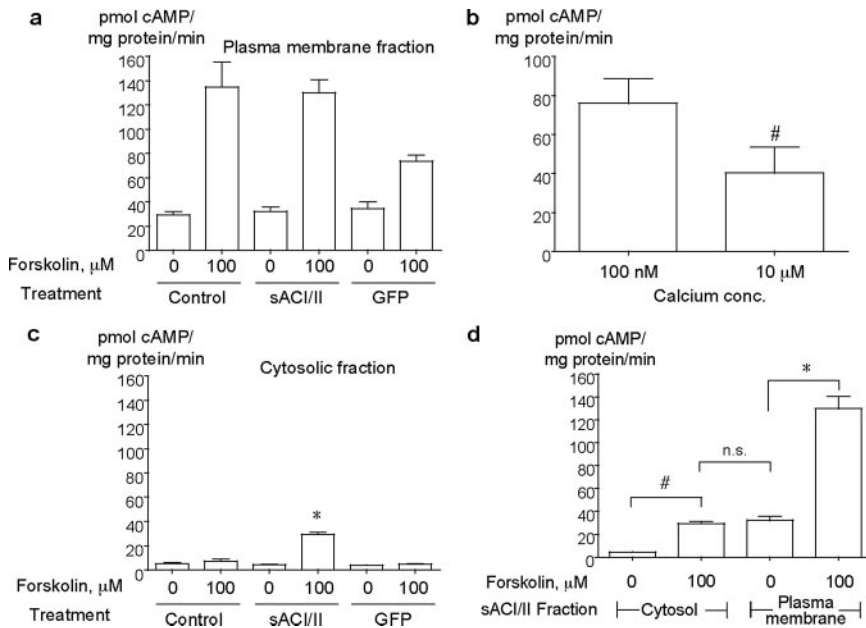 a
pmol cAMP/
mg protein/min
Plasma membrane fraction
160
140
120
100
80
60
40
20
0
Forskolin, μM 0 100 0 100 0 100
Treatment Control sACI/II GFP
b
pmol cAMP/
mg protein/min
100
80
60
40
20
0
#
100 nM 10 μM
Calcium conc.
c
pmol cAMP/
mg protein/min
Cytosolic fraction
160
140
120
100
80
60
40
20
0
*
Forskolin, μM 0 100 0 100 0 100
Treatment Control sACI/II GFP
d
pmol cAMP/
mg protein/min
160
140
120
100
80
60
40
20
0
#
n.s.
*
Forskolin, μM 0 100 0 100
sACI/II Fraction Cytosol Plasma
membrane